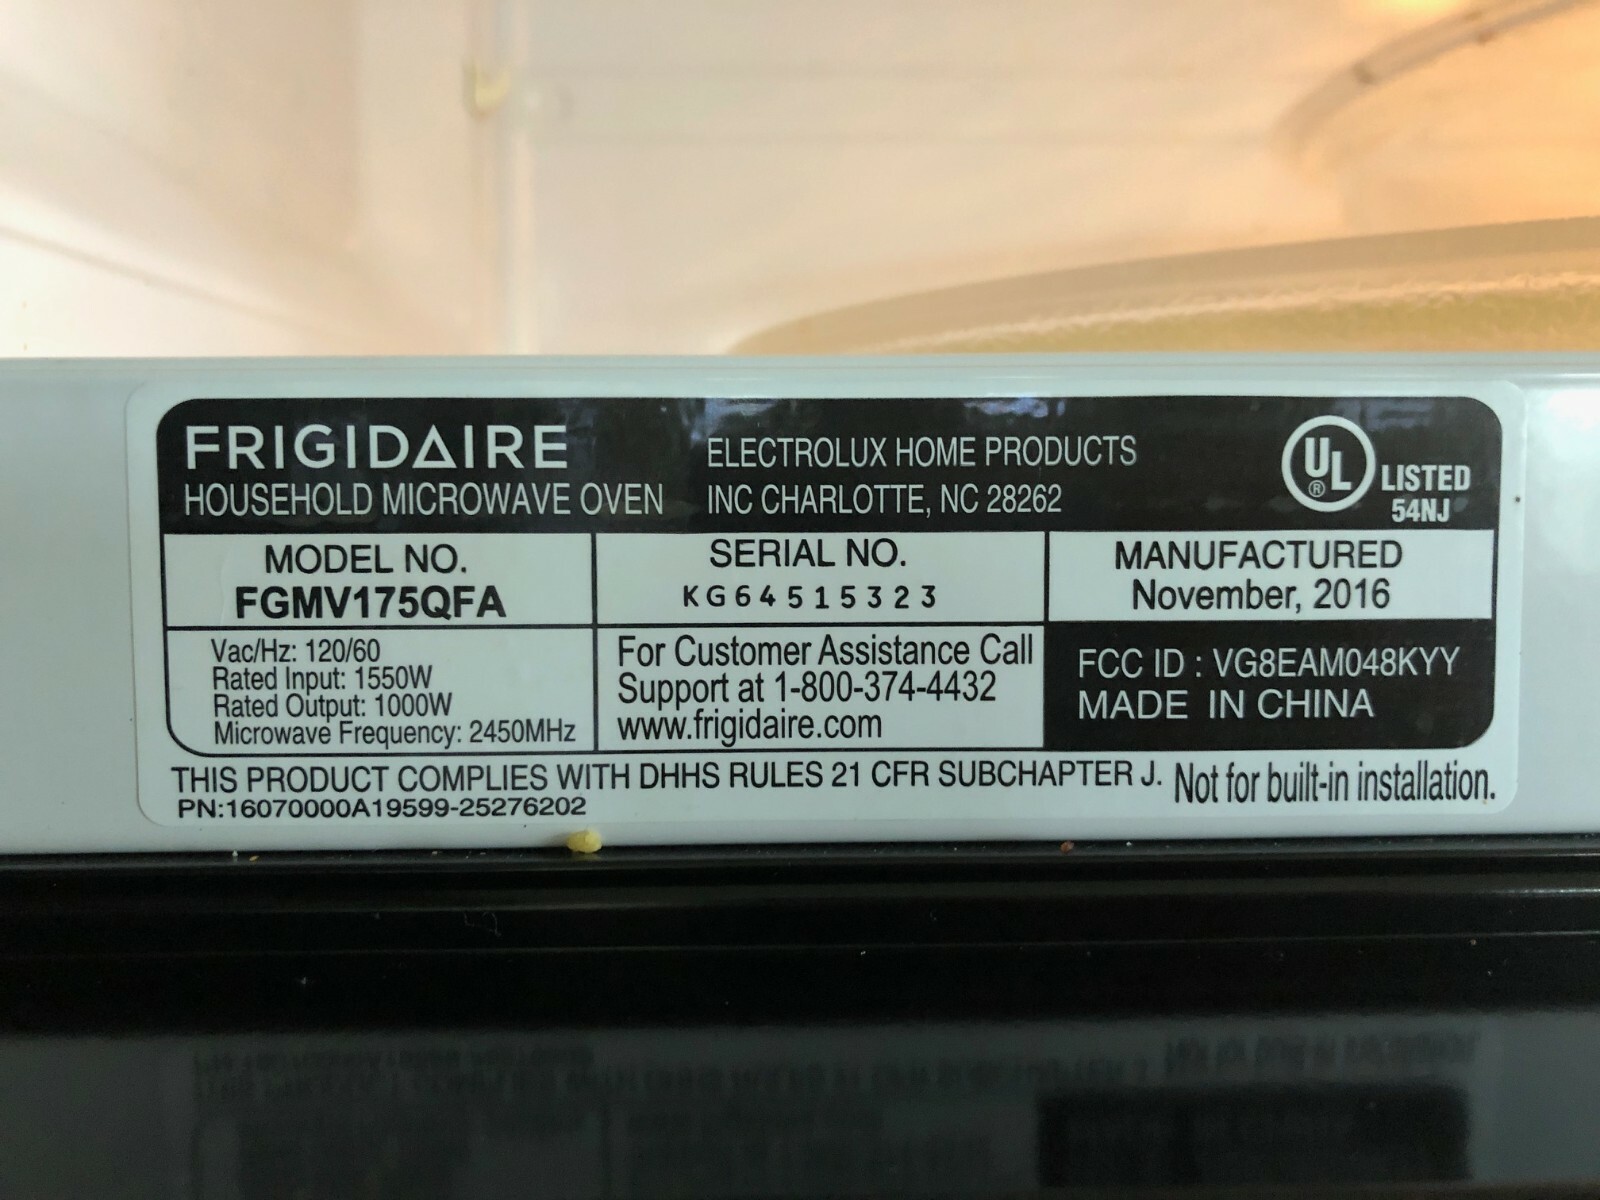 FRIGIDAIRE
HOUSEHOLD MICROWAVE OVEN
ELECTROLUX HOME PRODUCTS
INC CHARLOTTE, NC 28262
UL
®
LISTED
54NJ
MODEL NO.
FGMV175QFA
SERIAL NO.
KG64515323
MANUFACTURED
November, 2016
Vac/Hz: 120/60
Rated Input: 1550W
Rated Output: 1000W
Microwave Frequency: 2450MHz
For Customer Assistance Call
Support at 1-800-374-4432
www.frigidaire.com
FCC ID : VG8EAM048KYY
MADE IN CHINA
THIS PRODUCT COMPLIES WITH DHHS RULES 21 CFR SUBCHAPTER J. Not for built-in installation.
PN:16070000A19599-25276202